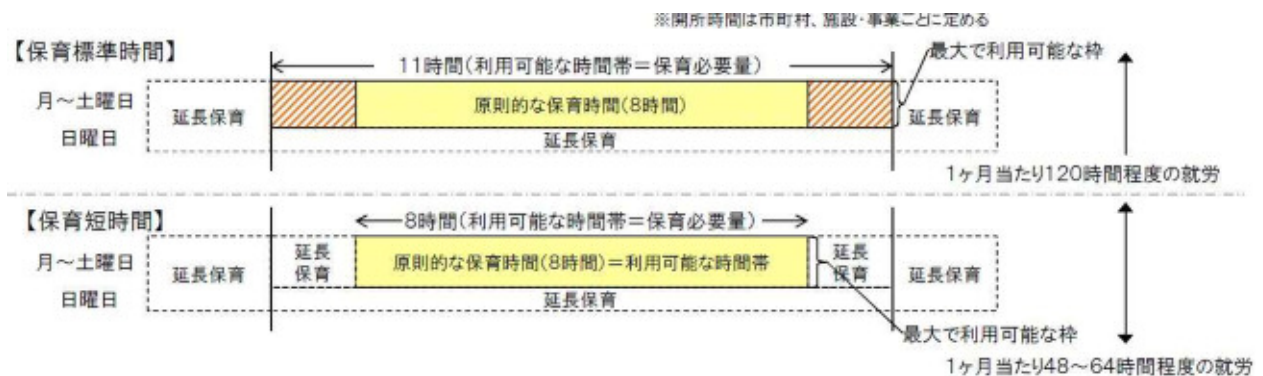 ※開所時間は市町村、施設・事業ごとに定める
【保育標準時間】
最大で利用可能な枠
11時間(利用可能な時間帯=保育必要量)
月~土曜日
延長保育
原則的な保育時間(8時間)
延長保育
日曜日
延長保育
1ヶ月当たり120時間程度の就労
【保育短時間】
8時間(利用可能な時間帯=保育必要量)
月~土曜日
延長保育
延長
保育
原則的な保育時間(8時間)=利用可能な時間帯
延長
保育
延長保育
日曜日
延長保育
最大で利用可能な枠
1ヶ月当たり48~64時間程度の就労